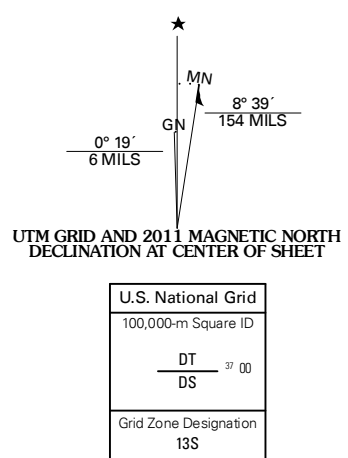 MN
8° 39´
154 MILS
GN
0° 19´
6 MILS
UTM GRID AND 2011 MAGNETIC NORTH
DECLINATION AT CENTER OF SHEET
U.S. National Grid
100,000-m Square ID
DT
37 00
DS
Grid Zone Designation
13S